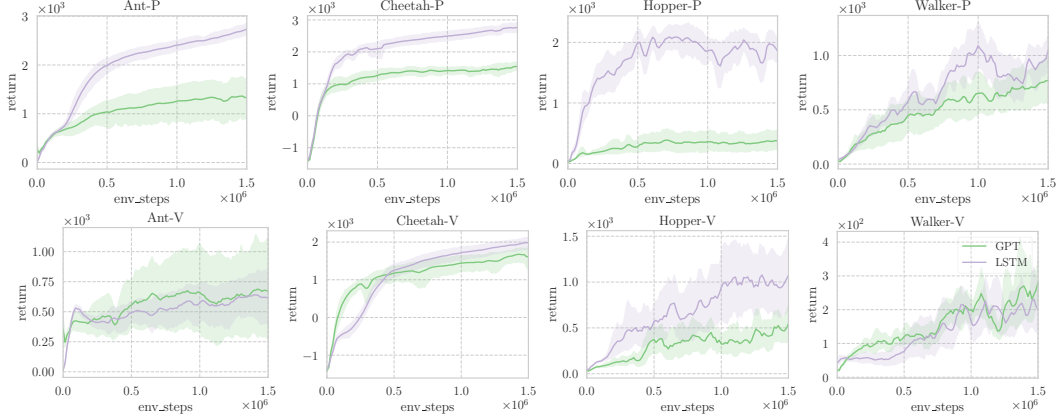 Ant-P
Cheetah-P
Hopper-P
Walker-P
×10³
×10³
×10³
×10³
return
return
return
return
3
2
1
0
3
2
1
0
−1
3
2
1
0
1.0
0.5
0.0
0.0 0.5 1.0 1.5
0.0 0.5 1.0 1.5
0.0 0.5 1.0 1.5
0.0 0.5 1.0 1.5
env_steps ×10⁶
env_steps ×10⁶
env_steps ×10⁶
env_steps ×10⁶
Ant-V
Cheetah-V
Hopper-V
Walker-V
×10³
×10³
×10³
×10²
return
return
return
return
1.00
0.75
0.50
0.25
0.00
2
1
0
−1
1.5
1.0
0.5
0.0
4
3
2
1
0
GPT
LSTM
0.0 0.5 1.0 1.5
0.0 0.5 1.0 1.5
0.0 0.5 1.0 1.5
0.0 0.5 1.0 1.5
env_steps ×10⁶
env_steps ×10⁶
env_steps ×10⁶
env_steps ×10⁶